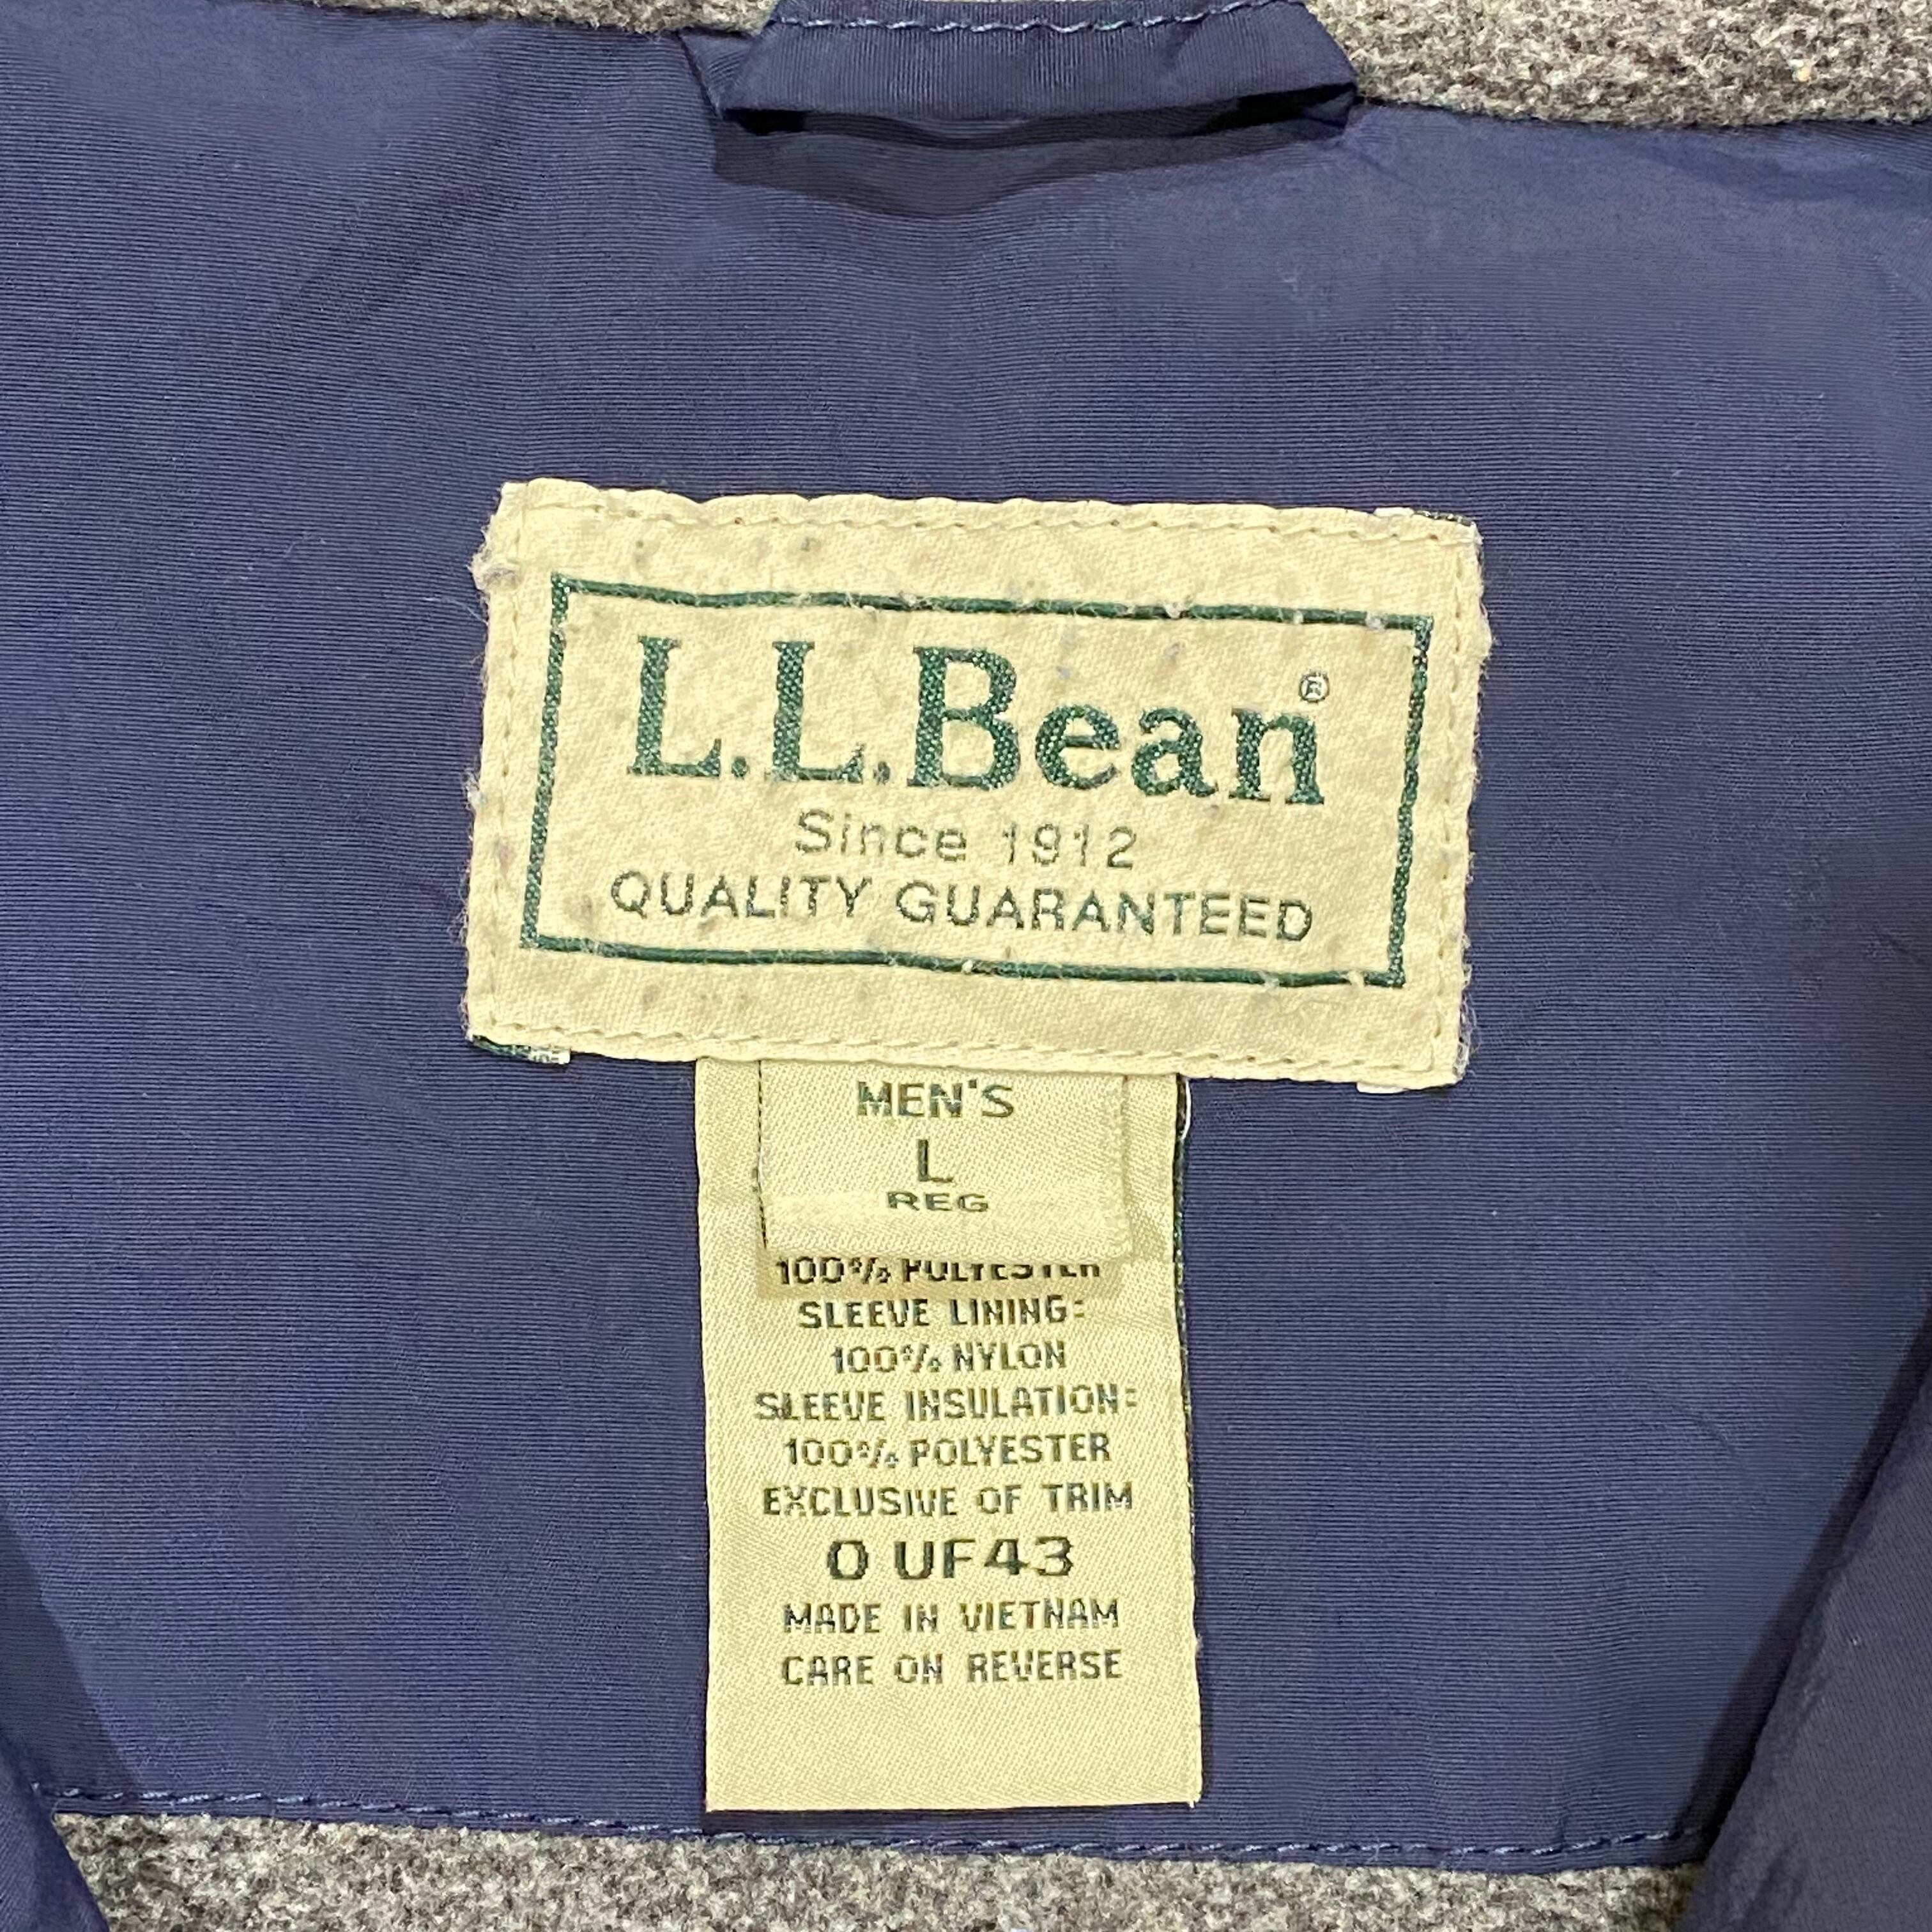 L.L.Bean®
Since 1912
QUALITY GUARANTEED
MEN'S
L
REG
100% POLYESTER
SLEEVE LINING:
100% NYLON
SLEEVE INSULATION:
100% POLYESTER
EXCLUSIVE OF TRIM
0 UF43
MADE IN VIETNAM
CARE ON REVERSE